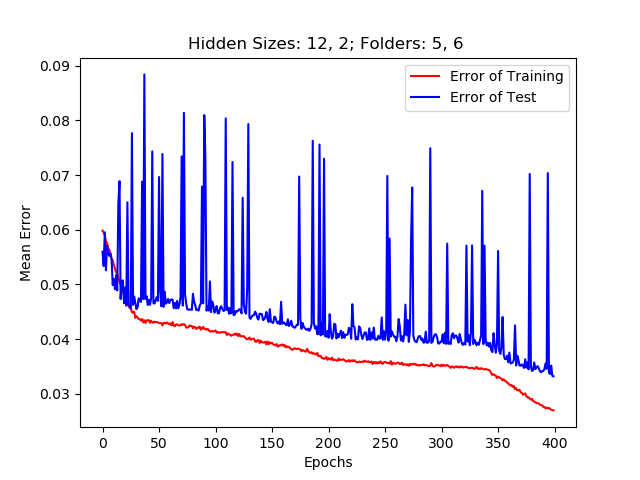 Hidden Sizes: 12, 2; Folders: 5, 6
Error of Training
Error of Test
Mean Error
0.09
0.08
0.07
0.06
0.05
0.04
0.03
0 50 100 150 200 250 300 350 400
Epochs